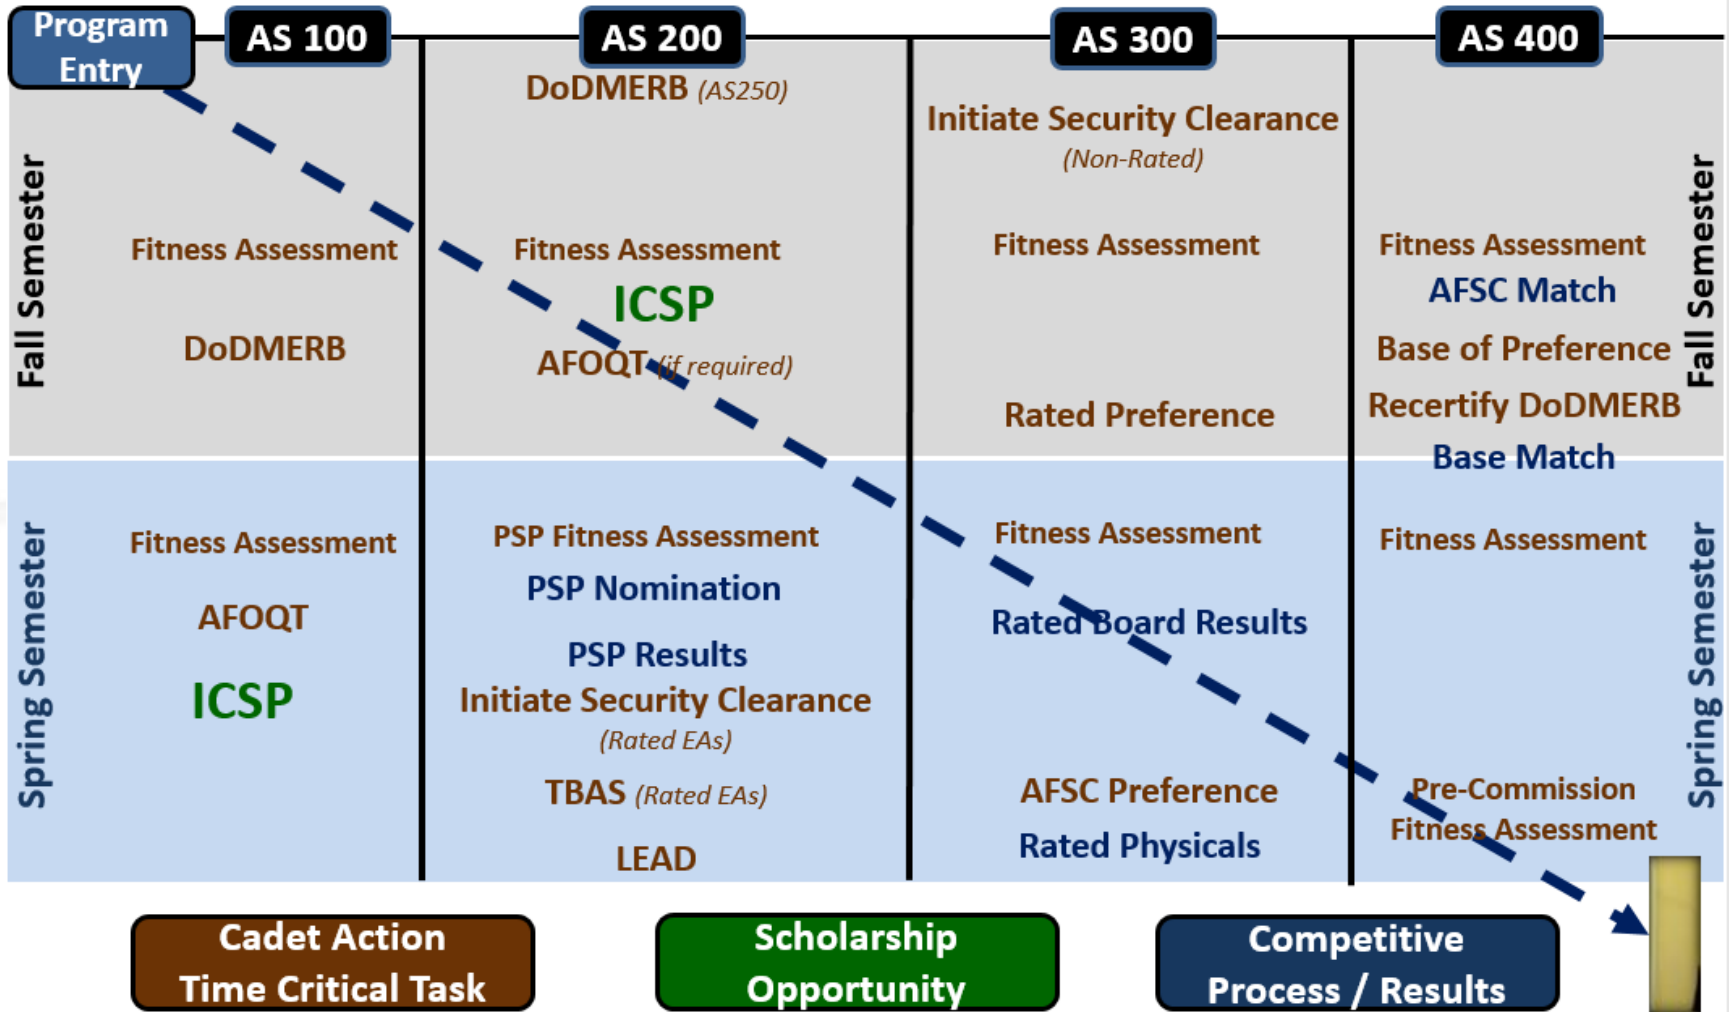 Program
Entry
AS 100
AS 200
AS 300
AS 400
Fall Semester
Fitness Assessment
DoDMERB
DoDMERB (AS250)
Fitness Assessment
ICSP
AFOQT (if required)
Initiate Security Clearance
(Non-Rated)
Fitness Assessment
Rated Preference
Fitness Assessment
AFSC Match
Base of Preference
Recertify DoDMERB
Base Match
Fall Semester
Spring Semester
Fitness Assessment
AFOQT
ICSP
PSP Fitness Assessment
PSP Nomination
PSP Results
Initiate Security Clearance
(Rated EAs)
TBAS (Rated EAs)
LEAD
Fitness Assessment
Rated Board Results
AFSC Preference
Rated Physicals
Fitness Assessment
Pre-Commission
Fitness Assessment
Spring Semester
Cadet Action
Time Critical Task
Scholarship
Opportunity
Competitive
Process / Results